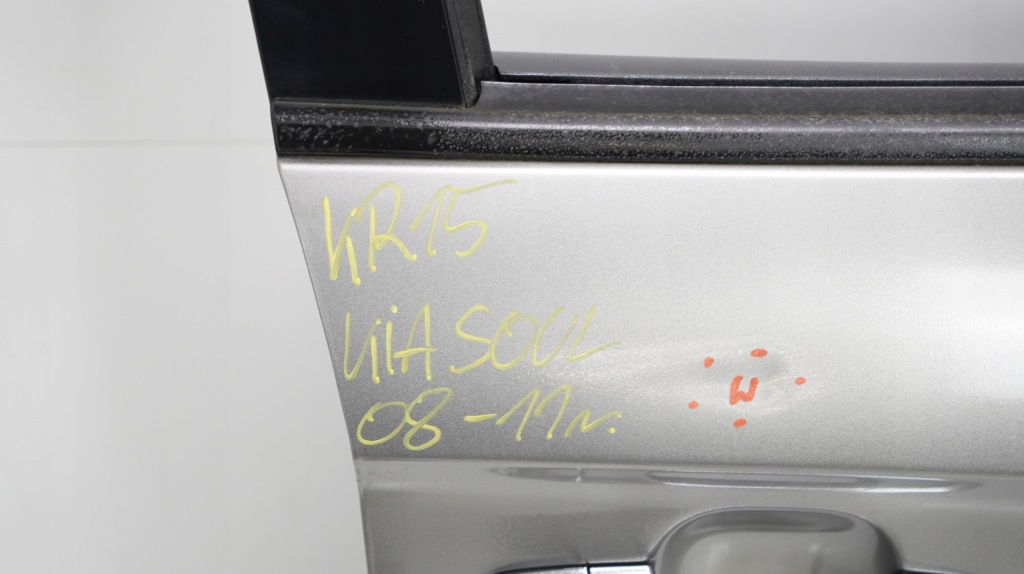 KR15
KIA SOUL
08-11r.
W